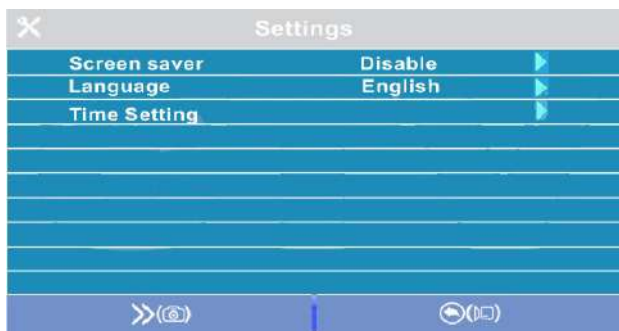 Settings
Screen saver Disable
Language English
Time Setting